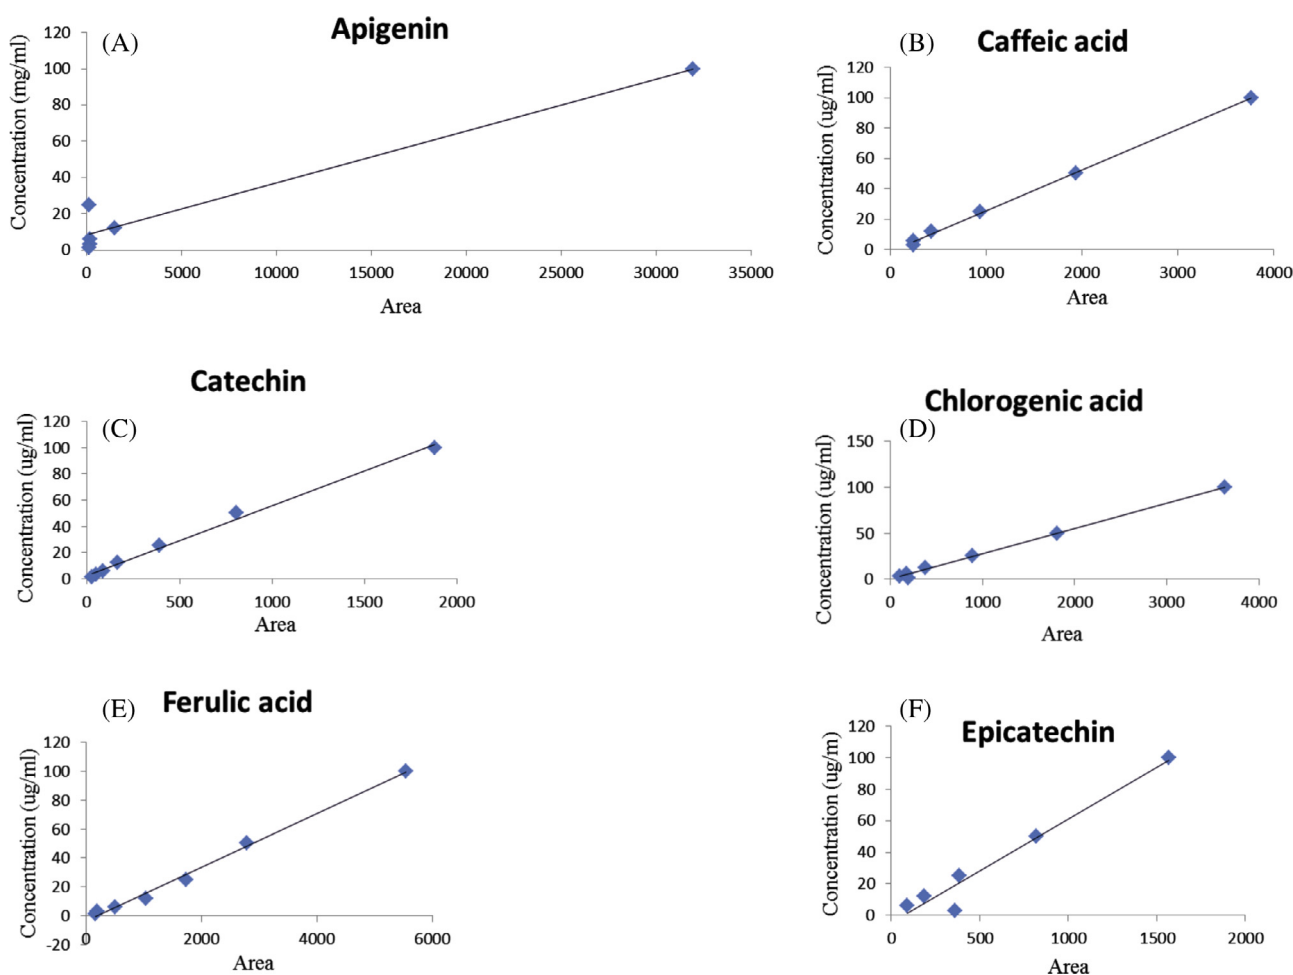 (A)
Apigenin
Concentration (mg/ml)
120
100
80
60
40
20
0
0 5000 10000 15000 20000 25000 30000 35000
Area
(B)
Caffeic acid
Concentration (ug/ml)
120
100
80
60
40
20
0
0 1000 2000 3000 4000
Area
Catechin
(C)
Concentration (ug/ml)
120
100
80
60
40
20
0
0 500 1000 1500 2000
Area
Chlorogenic acid
(D)
Concentration (ug/ml)
150
100
50
0
0 1000 2000 3000 4000
Area
(E)
Ferulic acid
Concentration (ug/ml)
120
100
80
60
40
20
0
-20
0 2000 4000 6000
Area
(F)
Epicatechin
Concentration (ug/m)
120
100
80
60
40
20
0
0 500 1000 1500 2000
Area